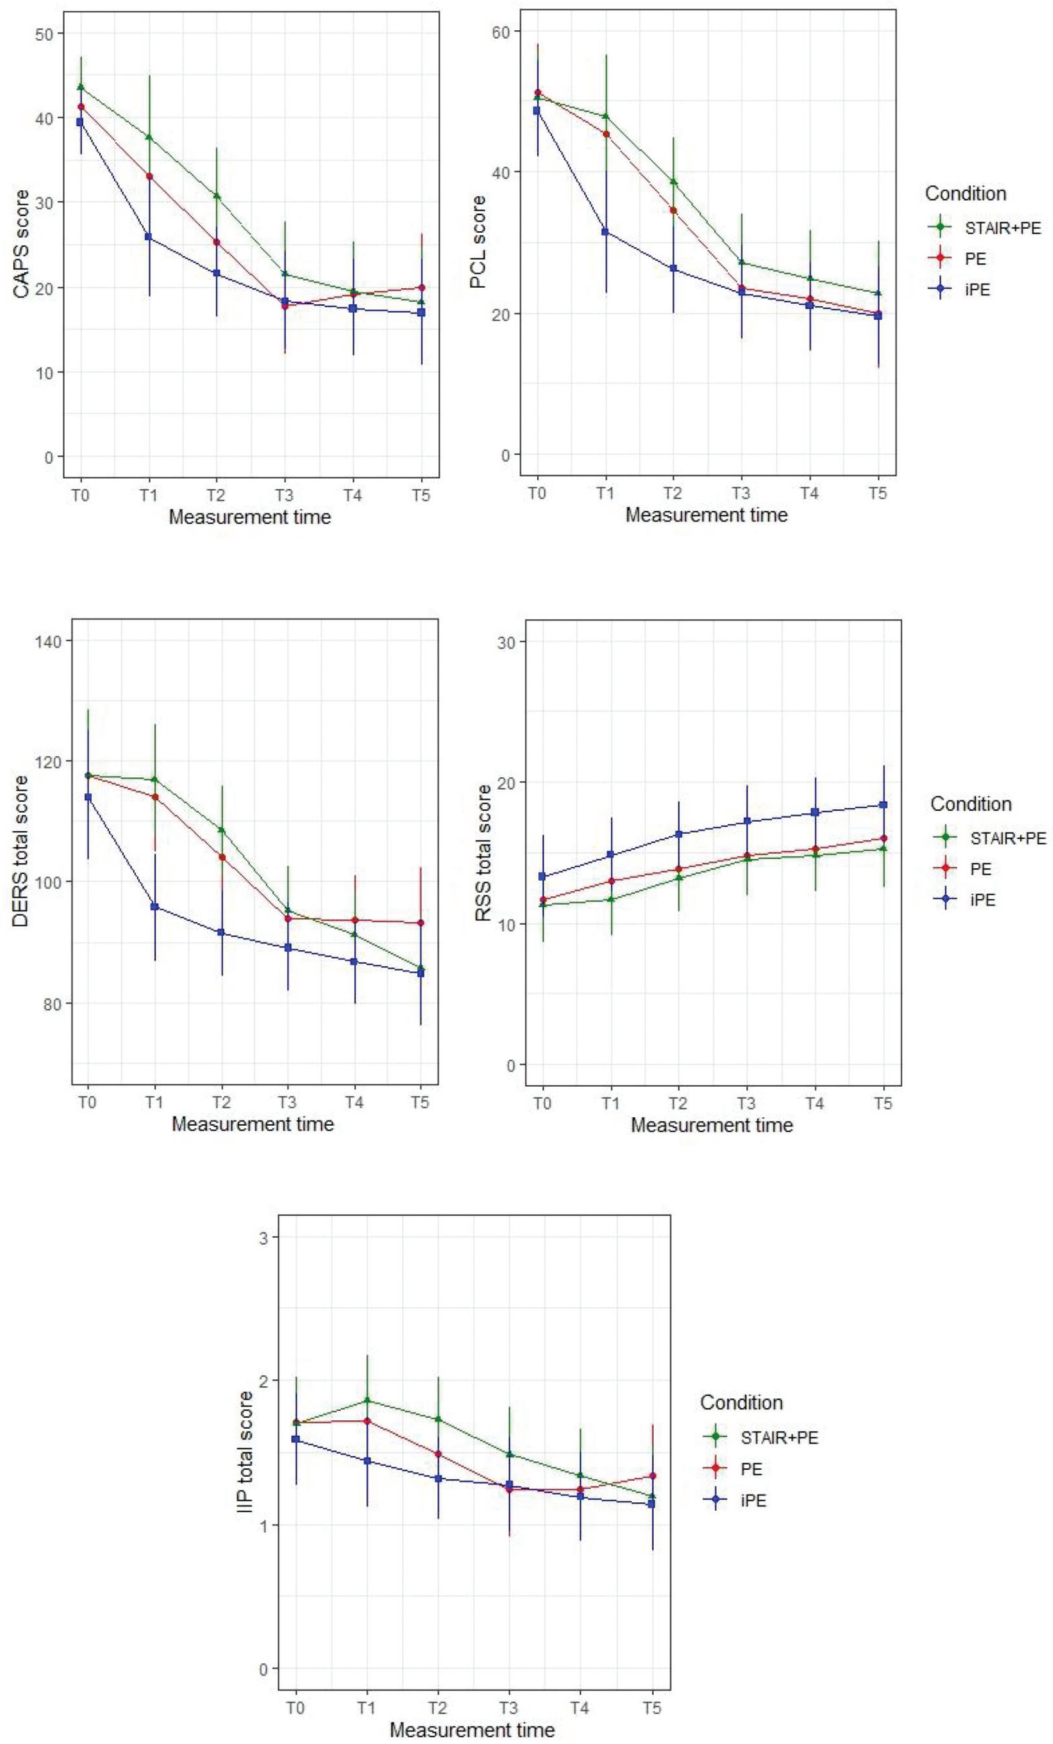 50
40
30
20
10
0
CAPS score
T0 T1 T2 T3 T4 T5
Measurement time
60
40
20
0
PCL score
T0 T1 T2 T3 T4 T5
Measurement time
Condition
STAIR+PE
PE
iPE
140
120
100
80
DERS total score
T0 T1 T2 T3 T4 T5
Measurement time
30
20
10
0
RSS total score
T0 T1 T2 T3 T4 T5
Measurement time
Condition
STAIR+PE
PE
iPE
3
2
1
0
IIP total score
T0 T1 T2 T3 T4 T5
Measurement time
Condition
STAIR+PE
PE
iPE